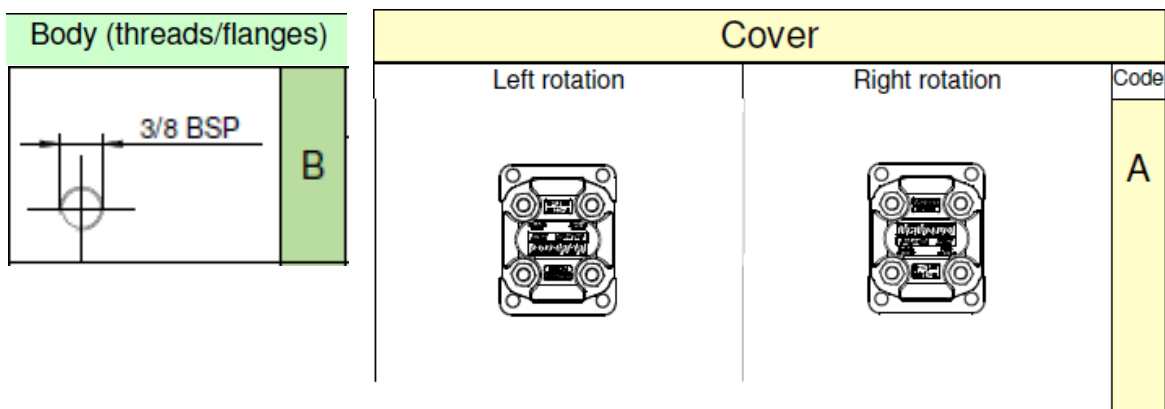 Body (threads/flanges)
3/8 BSP
B
Cover
Left rotation
Right rotation
Code
A